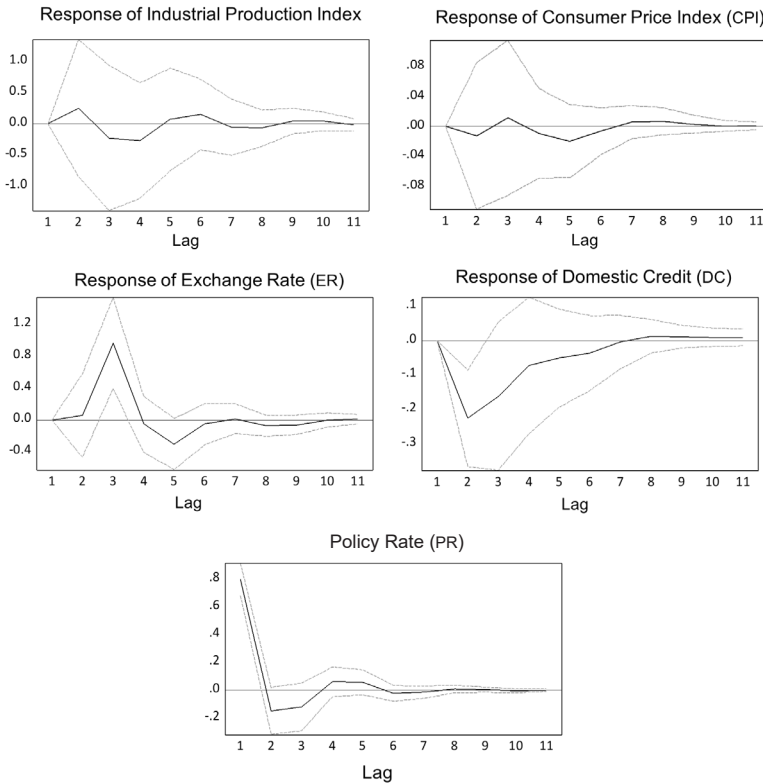 Response of Industrial Production Index
1.0
0.5
0.0
-0.5
-1.0
1 2 3 4 5 6 7 8 9 10 11
Lag
Response of Consumer Price Index (CPI)
.08
0.04
.00
-0.04
-0.08
1 2 3 4 5 6 7 8 9 10 11
Lag
Response of Exchange Rate (ER)
1.2
0.8
0.4
0.0
-0.4
1 2 3 4 5 6 7 8 9 10 11
Lag
Response of Domestic Credit (DC)
.1
.0
-.1
-.2
-.3
1 2 3 4 5 6 7 8 9 10 11
Lag
Policy Rate (PR)
.8
.6
.4
.2
.0
-.2
1 2 3 4 5 6 7 8 9 10 11
Lag